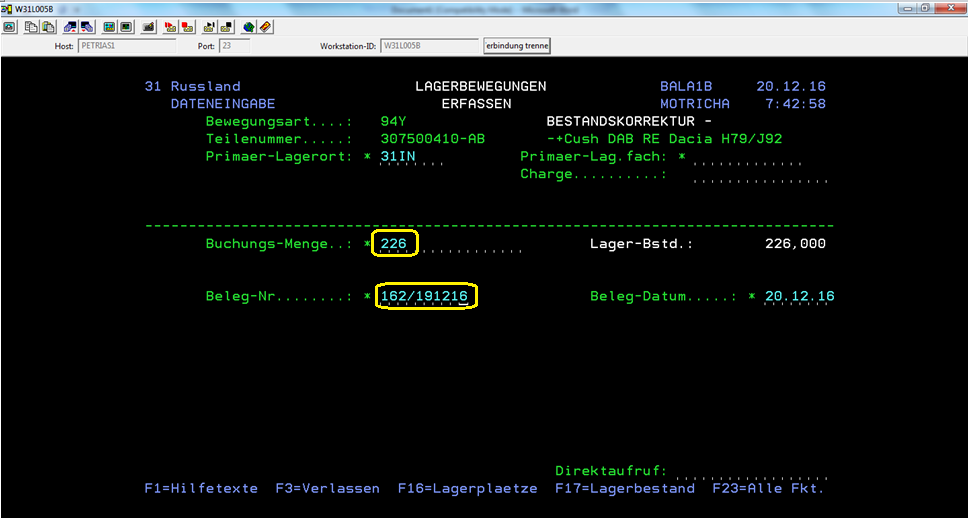 W31L005B
Host: PETRIAS1 Port: 23 Workstation-ID: W31L005B erbindung trenne
31 Russland LAGERBEWEGUNGEN BALA1B 20.12.16
DATENEINGABE ERFASSEN MOTRICHA 7:42:58
Bewegungsart....: 94Y BESTANDSKORREKTUR -
Teilenummer.....: 307500410-AB -+Cush DAB RE Dacia H79/J92
Primaer-Lagerort: * 31IN Primaer-Lag.fach: *
Charge..........:
Buchungs-Menge..: * 226 Lager-Bstd.: 226,000
Beleg-Nr........: * 162/191216 Beleg-Datum.....: * 20.12.16
Direktaufruf:
F1=Hilfetexte F3=Verlassen F16=Lagerplaetze F17=Lagerbestand F23=Alle Fkt.